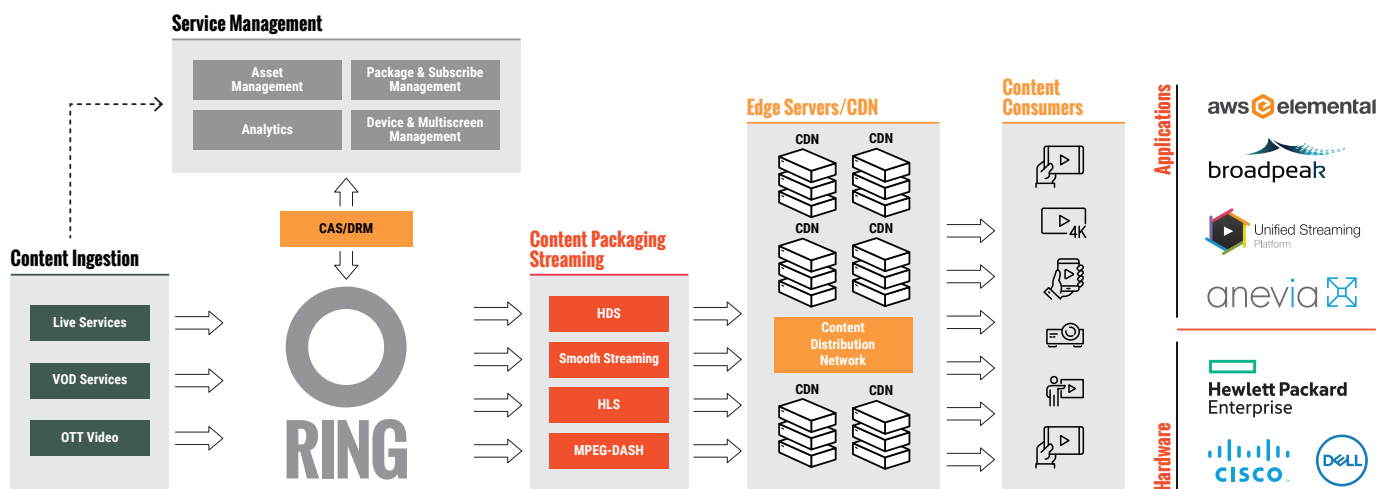 Service Management
Asset
Management
Package & Subscribe
Management
Analytics
Device & Multiscreen
Management
CAS/DRM
Content Ingestion
Live Services
VOD Services
OTT Video
RING
Content Packaging
Streaming
HDS
Smooth Streaming
HLS
MPEG-DASH
Edge Servers/CDN
CDN
CDN
CDN
CDN
Content
Distribution
Network
CDN
CDN
Content
Consumers
4K
Applications
aws elemental
broadpeak
Unified Streaming
Platform
anevia
Hardware
Hewlett Packard
Enterprise
CISCO
DELL